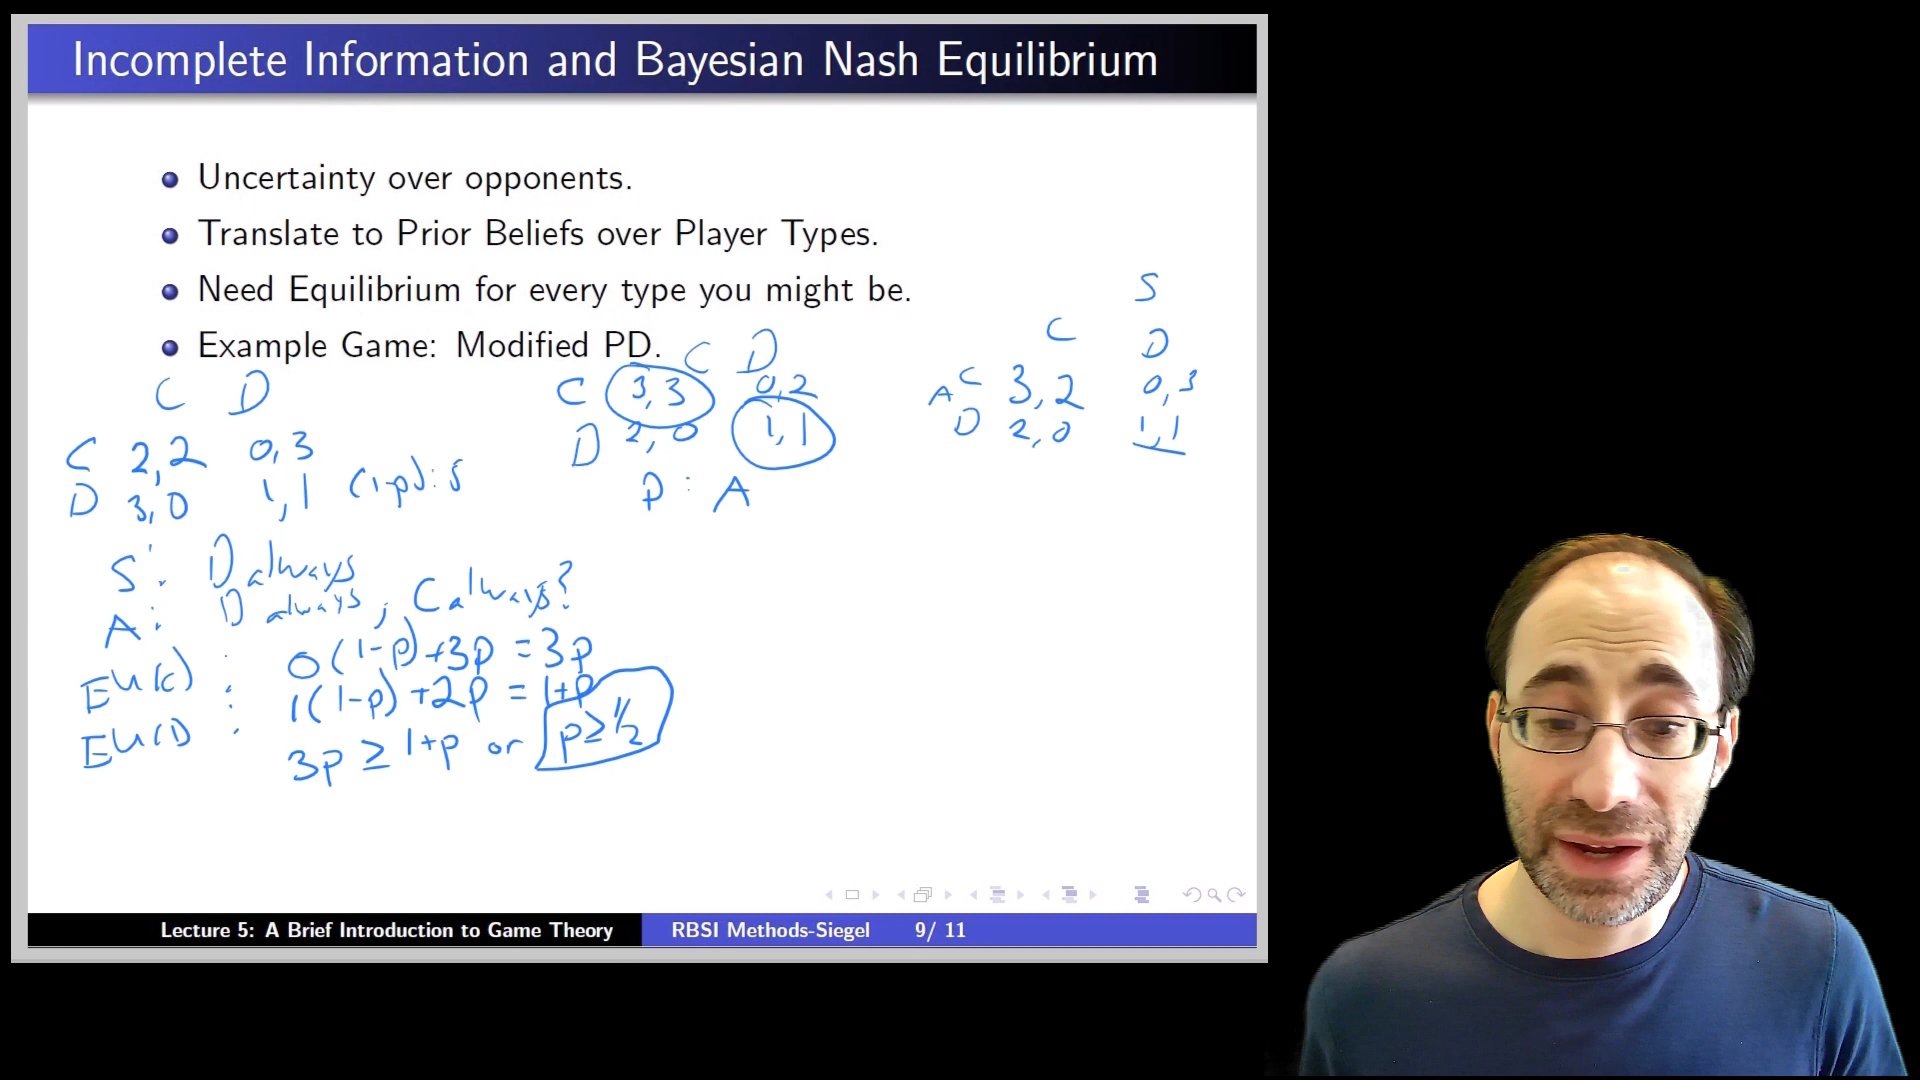 Incomplete Information and Bayesian Nash Equilibrium
Uncertainty over opponents.
Translate to Prior Beliefs over Player Types.
Need Equilibrium for every type you might be.
Example Game: Modified PD.
C D
C 2,2 0,3
D 3,0 1,1 (1-p): S
C D
C 3,3 0,2
D 2,0 1,1
p : A
S
C D
A C 3,2 0,3
D 2,0 1,1
S: D always
A: D always, C always?
EU(C) : 0(1-p)+3p = 3p
EU(D) : 1(1-p)+2p = 1+p
3p ≥ 1+p or p≥1/2
Lecture 5: A Brief Introduction to Game Theory RBSI Methods-Siegel 9/ 11